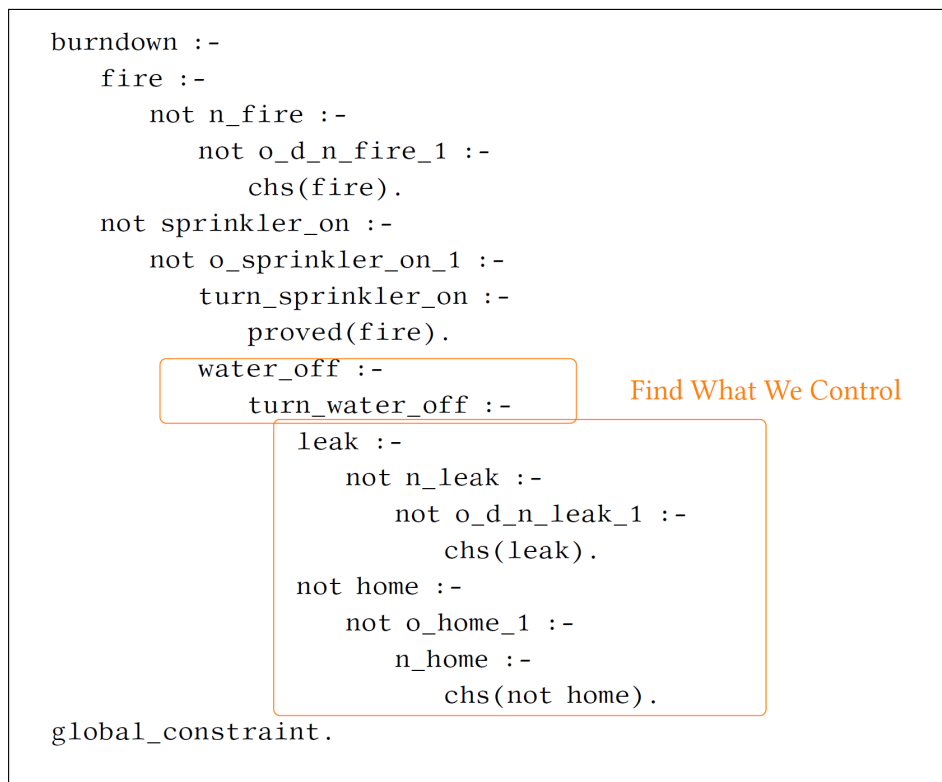 burndown :-
fire :-
not n_fire :-
not o_d_n_fire_1 :-
chs(fire).
not sprinkler_on :-
not o_sprinkler_on_1 :-
turn_sprinkler_on :-
proved(fire).
water_off :-
turn_water_off :-
Find What We Control
leak :-
not n_leak :-
not o_d_n_leak_1 :-
chs(leak).
not home :-
not o_home_1 :-
n_home :-
chs(not home).
global_constraint.